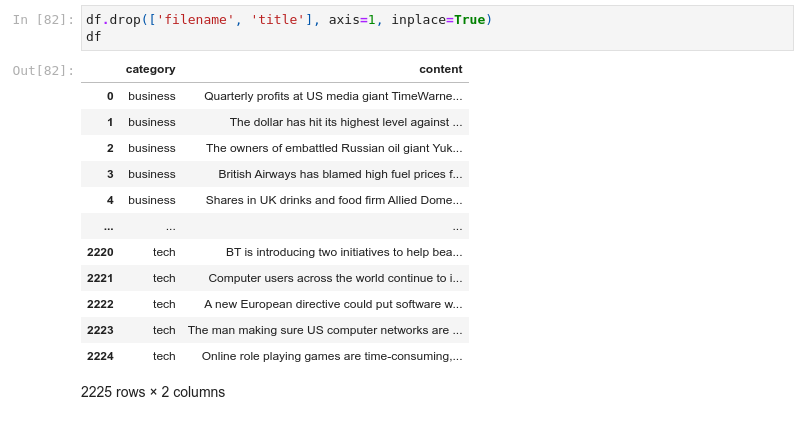 In [82]: df.drop(['filename', 'title'], axis=1, inplace=True)
df
Out[82]:
category content
0 business Quarterly profits at US media giant TimeWarne...
1 business The dollar has hit its highest level against ...
2 business The owners of embattled Russian oil giant Yuk...
3 business British Airways has blamed high fuel prices f...
4 business Shares in UK drinks and food firm Allied Dome...
... ... ...
2220 tech BT is introducing two initiatives to help bea...
2221 tech Computer users across the world continue to i...
2222 tech A new European directive could put software w...
2223 tech The man making sure US computer networks are ...
2224 tech Online role playing games are time-consuming,...
2225 rows × 2 columns